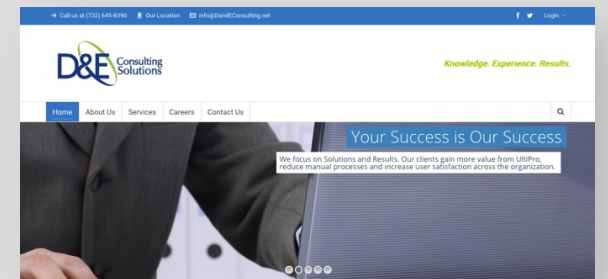 Call us at (732) 645-8390 Our Location info@DandEConsulting.net Login
D&E Consulting Solutions
Knowledge. Experience. Results.
Home About Us Services Careers Contact Us
Your Success is Our Success
We focus on Solutions and Results. Our clients gain more value from UltiPro,
reduce manual processes and increase user satisfaction across the organization.